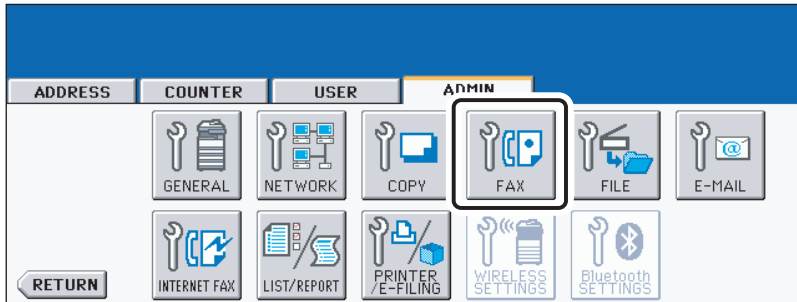 ADDRESS COUNTER USER ADMIN
GENERAL NETWORK COPY FAX FILE E-MAIL
INTERNET FAX LIST/REPORT PRINTER
/E-FILING WIRELESS
SETTINGS Bluetooth
SETTINGS
RETURN